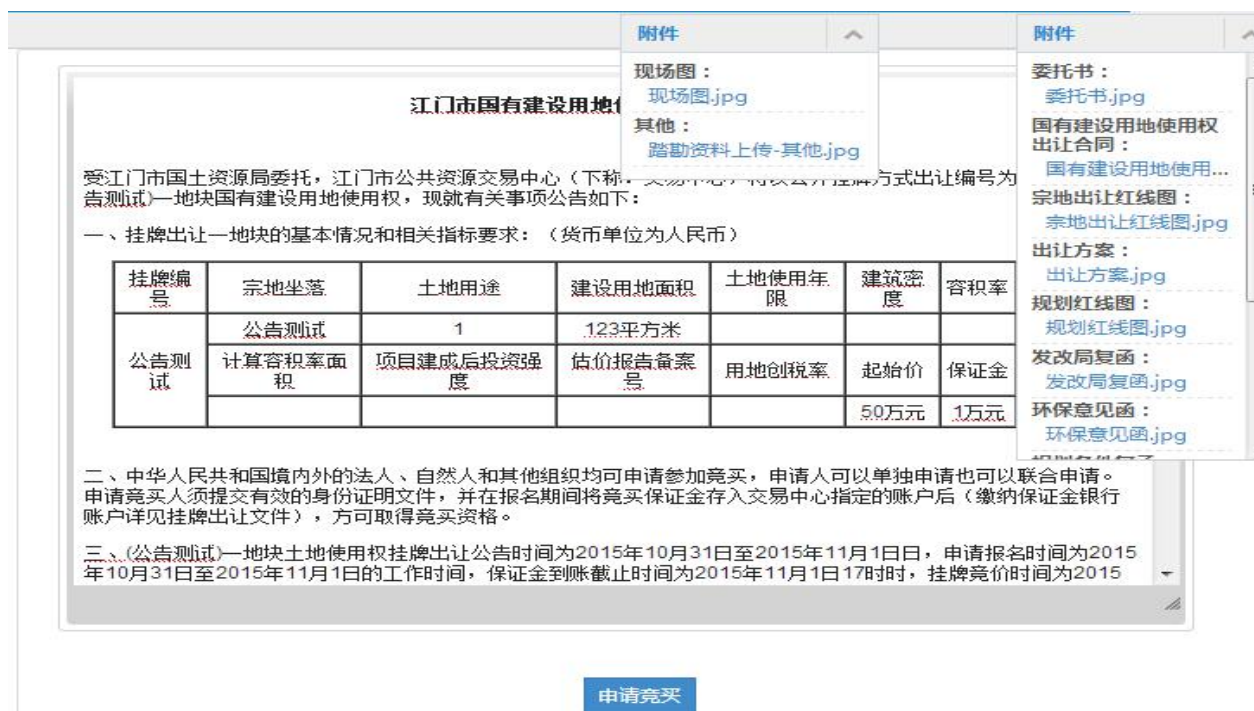 附件
现场图：
现场图.jpg
其他：
踏勘资料上传-其他.jpg
附件
委托书：
委托书.jpg
国有建设用地使用权
出让合同：
国有建设用地使用...
宗地出让红线图：
宗地出让红线图.jpg
出让方案：
出让方案.jpg
规划红线图：
规划红线图.jpg
发改局复函：
发改局复函.jpg
环保意见函：
环保意见函.jpg
江门市国有建设用地
受江门市国土资源局委托，江门市公共资源交易中心（下称：交易中心）将以公开挂牌方式出让编号为
告测试)—地块国有建设用地使用权，现就有关事项公告如下：
一、挂牌出让一地块的基本情况和相关指标要求：（货币单位为人民币）
挂牌编号 宗地坐落 土地用途 建设用地面积 土地使用年限 建筑密度 容积率
公告测试 公告测试 1 123平方米
计算容积率面积 项目建成后投资强度 估价报告备案号 用地创税率 起始价 保证金
50万元 1万元
二、中华人民共和国境内外的法人、自然人和其他组织均可申请参加竞买，申请人可以单独申请也可以联合申请。
申请竞买人须提交有效的身份证明文件，并在报名期间将竞买保证金存入交易中心指定的账户后（缴纳保证金银行
账户详见挂牌出让文件），方可取得竞买资格。
三、(公告测试)—地块土地使用权挂牌出让公告时间为2015年10月31日至2015年11月1日日，申请报名时间为2015
年10月31日至2015年11月1日的工作时间，保证金到账截止时间为2015年11月1日17时时，挂牌竞价时间为2015
申请竞买